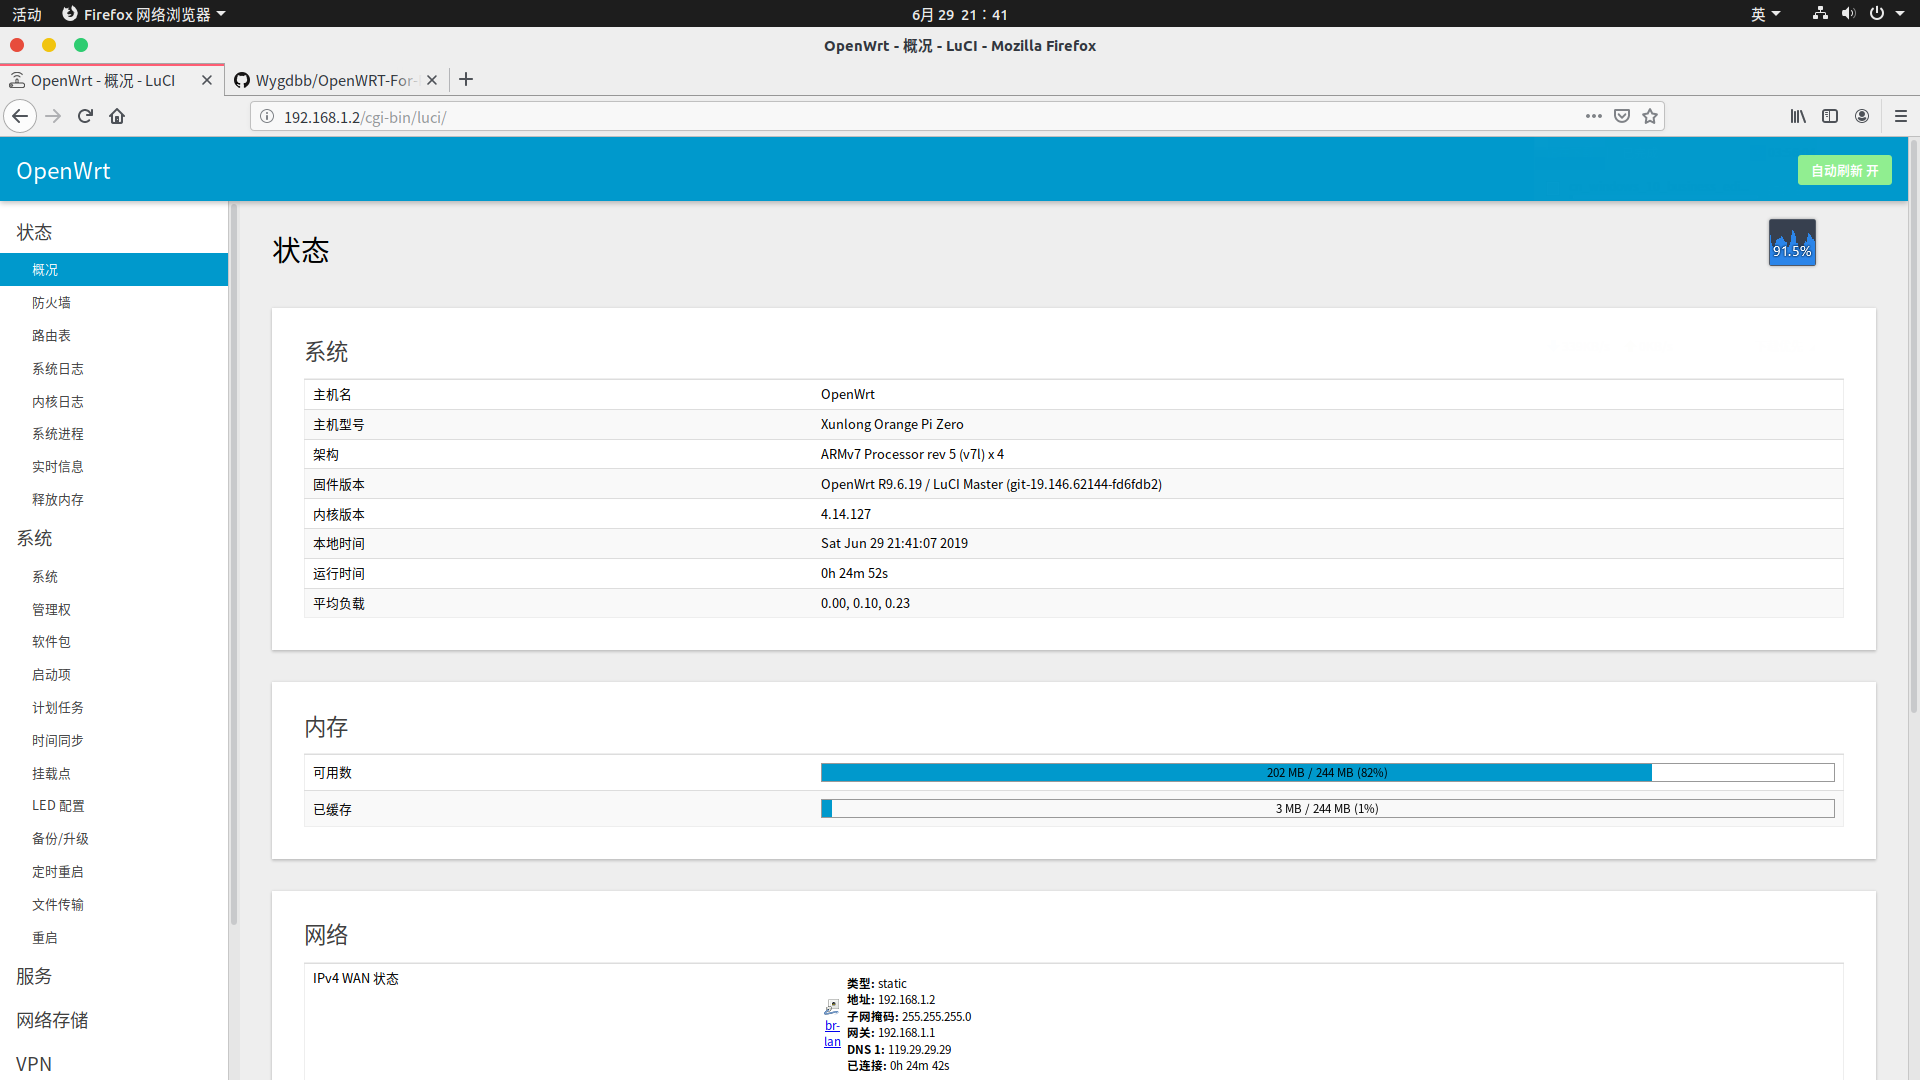 活动 Firefox 网络浏览器 6月 29 21：41 英
OpenWrt - 概况 - LuCI - Mozilla Firefox
OpenWrt - 概况 - LuCI Wygdbb/OpenWRT-For-
192.168.1.2/cgi-bin/luci/
OpenWrt 自动刷新 开
状态
概况
防火墙
路由表
系统日志
内核日志
系统进程
实时信息
释放内存
系统
系统
管理权
软件包
启动项
计划任务
时间同步
挂载点
LED 配置
备份/升级
定时重启
文件传输
重启
服务
网络存储
VPN
状态
91.5%
系统
主机名 OpenWrt
主机型号 Xunlong Orange Pi Zero
架构 ARMv7 Processor rev 5 (v7l) x 4
固件版本 OpenWrt R9.6.19 / LuCI Master (git-19.146.62144-fd6fdb2)
内核版本 4.14.127
本地时间 Sat Jun 29 21:41:07 2019
运行时间 0h 24m 52s
平均负载 0.00, 0.10, 0.23
内存
可用数 202 MB / 244 MB (82%)
已缓存 3 MB / 244 MB (1%)
网络
IPv4 WAN 状态
br-
lan
类型: static
地址: 192.168.1.2
子网掩码: 255.255.255.0
网关: 192.168.1.1
DNS 1: 119.29.29.29
已连接: 0h 24m 42s